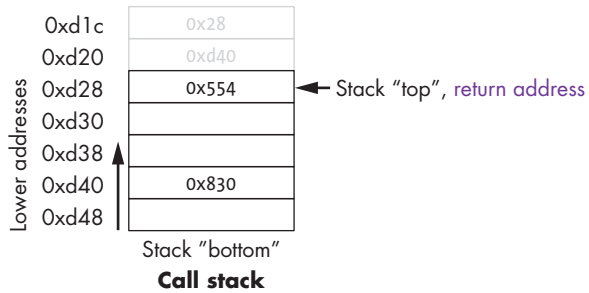 0xd1c 0x28
0xd20 0xd40
0xd28 0x554 Stack “top”, return address
0xd30
0xd38
0xd40 0x830
0xd48
Lower addresses
Stack “bottom”
Call stack